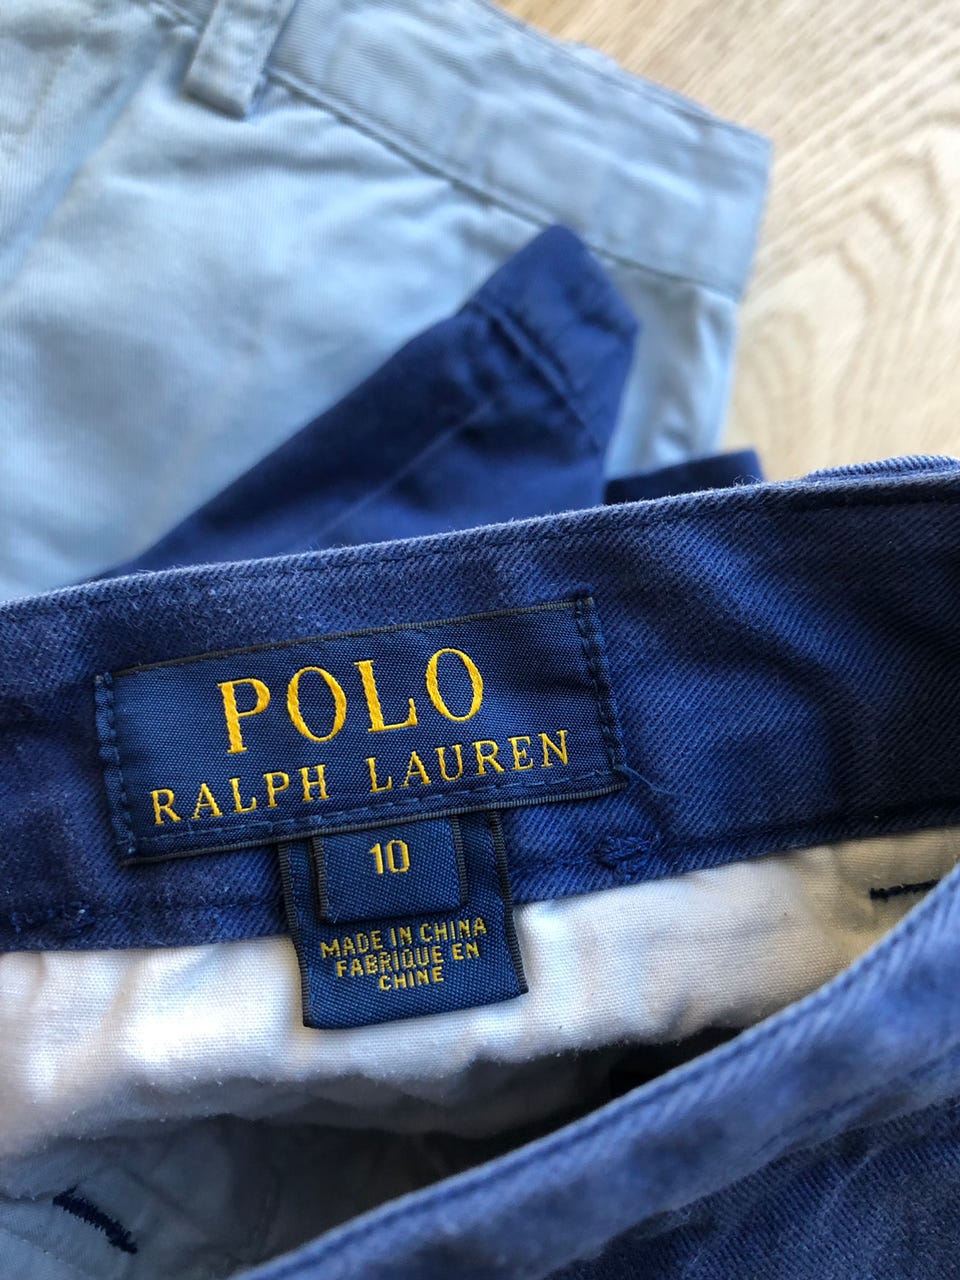 POLO
RALPH LAUREN
10
MADE IN CHINA
FABRIQUE EN
CHINE